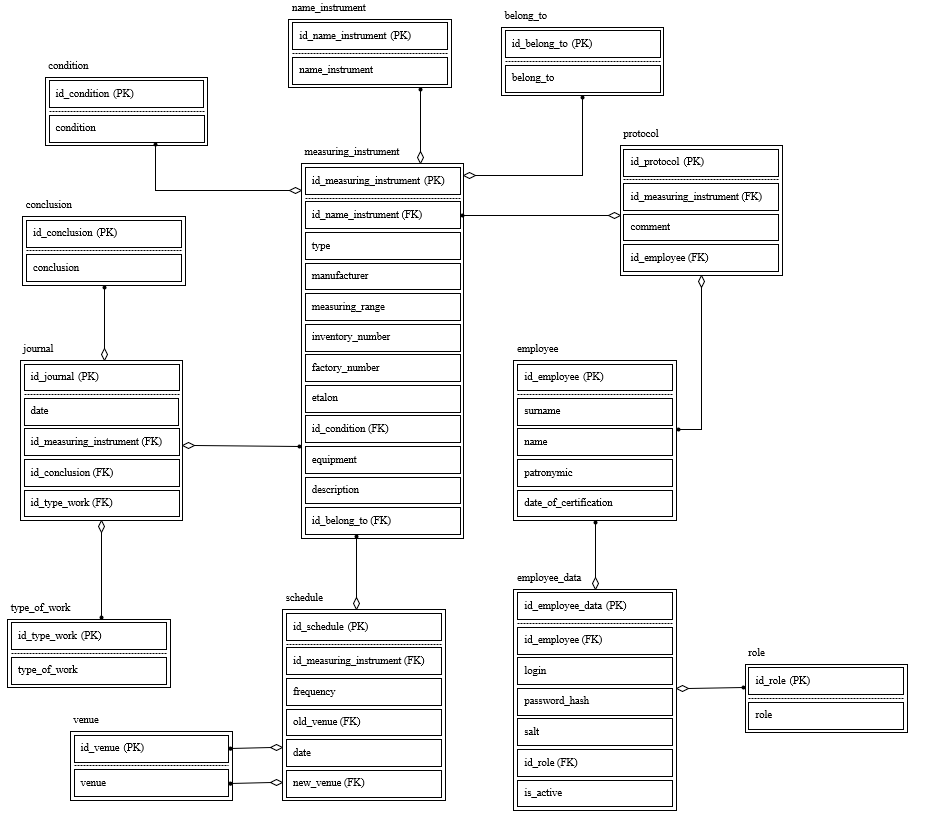 name_instrument
id_name_instrument (PK)
name_instrument
belong_to
id_belong_to (PK)
belong_to
condition
id_condition (PK)
condition
protocol
id_protocol (PK)
id_measuring_instrument (FK)
comment
id_employee (FK)
measuring_instrument
id_measuring_instrument (PK)
id_name_instrument (FK)
type
manufacturer
measuring_range
inventory_number
factory_number
etalon
id_condition (FK)
equipment
description
id_belong_to (FK)
conclusion
id_conclusion (PK)
conclusion
journal
id_journal (PK)
date
id_measuring_instrument (FK)
id_conclusion (FK)
id_type_work (FK)
employee
id_employee (PK)
surname
name
patronymic
date_of_certification
type_of_work
id_type_work (PK)
type_of_work
schedule
id_schedule (PK)
id_measuring_instrument (FK)
frequency
old_venue (FK)
date
new_venue (FK)
employee_data
id_employee_data (PK)
id_employee (FK)
login
password_hash
salt
id_role (FK)
is_active
role
id_role (PK)
role
venue
id_venue (PK)
venue